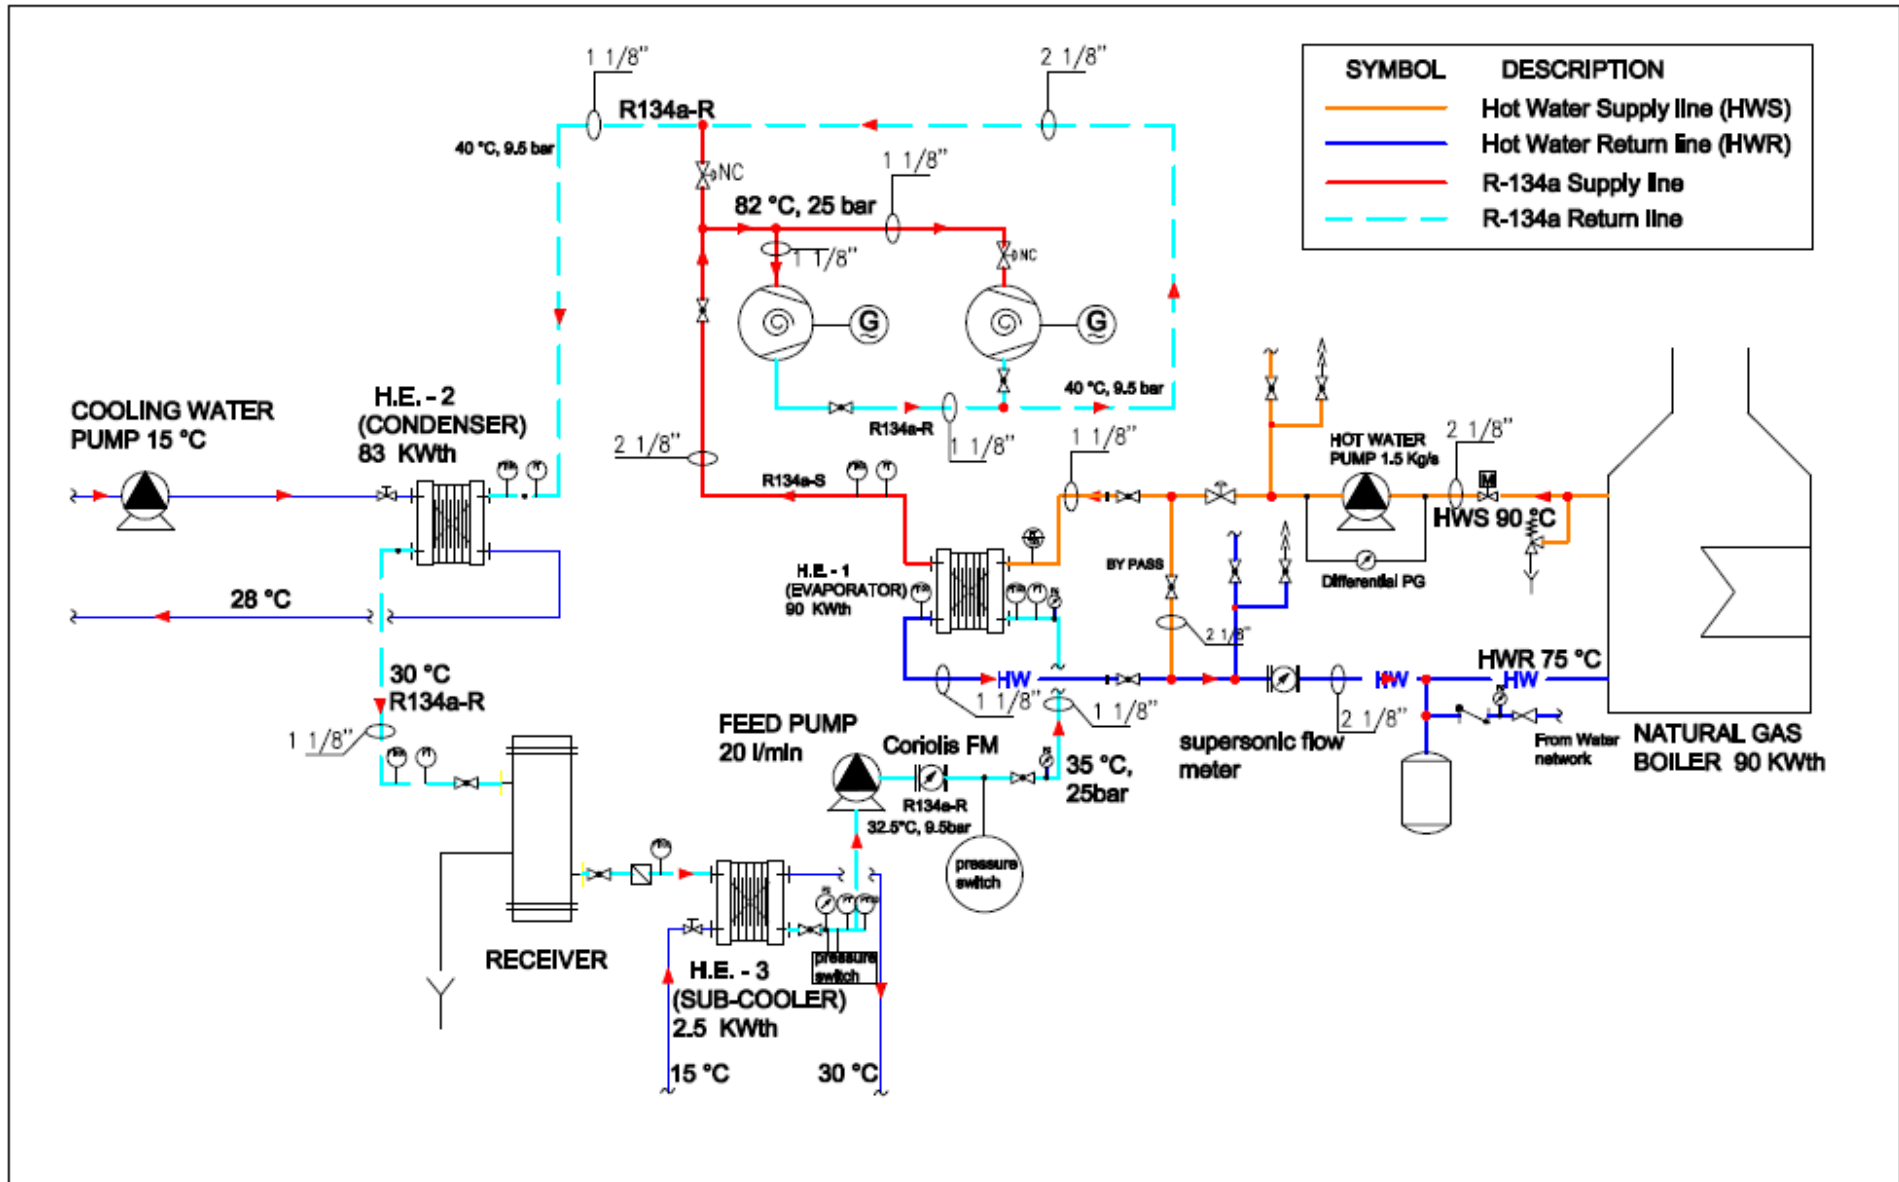 1 1/8"
2 1/8"
R134a-R
40 °C, 9.5 bar
NC
1 1/8"
82 °C, 25 bar
1 1/8"
NC
G
G
SYMBOL DESCRIPTION
Hot Water Supply line (HWS)
Hot Water Return line (HWR)
R-134a Supply line
R-134a Return line
COOLING WATER
PUMP 15 °C
H.E. - 2
(CONDENSER)
83 KWth
40 °C, 9.5 bar
R134a-R
1 1/8"
2 1/8"
R134a-S
1 1/8"
HOT WATER
PUMP 1.5 Kg/s
2 1/8"
M
HWS 90 °C
Differential PG
BY PASS
H.E. - 1
(EVAPORATOR)
90 KWth
2 1/8"
28 °C
30 °C
R134a-R
1 1/8"
HW
1 1/8"
1 1/8"
HW
2 1/8"
HWR 75 °C
HW
From Water
network
NATURAL GAS
BOILER 90 KWth
supersonic flow
meter
FEED PUMP
20 l/min
Coriolis FM
R134a-R
32.5°C, 9.5bar
35 °C,
25bar
pressure
switch
RECEIVER
pressure
switch
H.E. - 3
(SUB-COOLER)
2.5 KWth
15 °C
30 °C